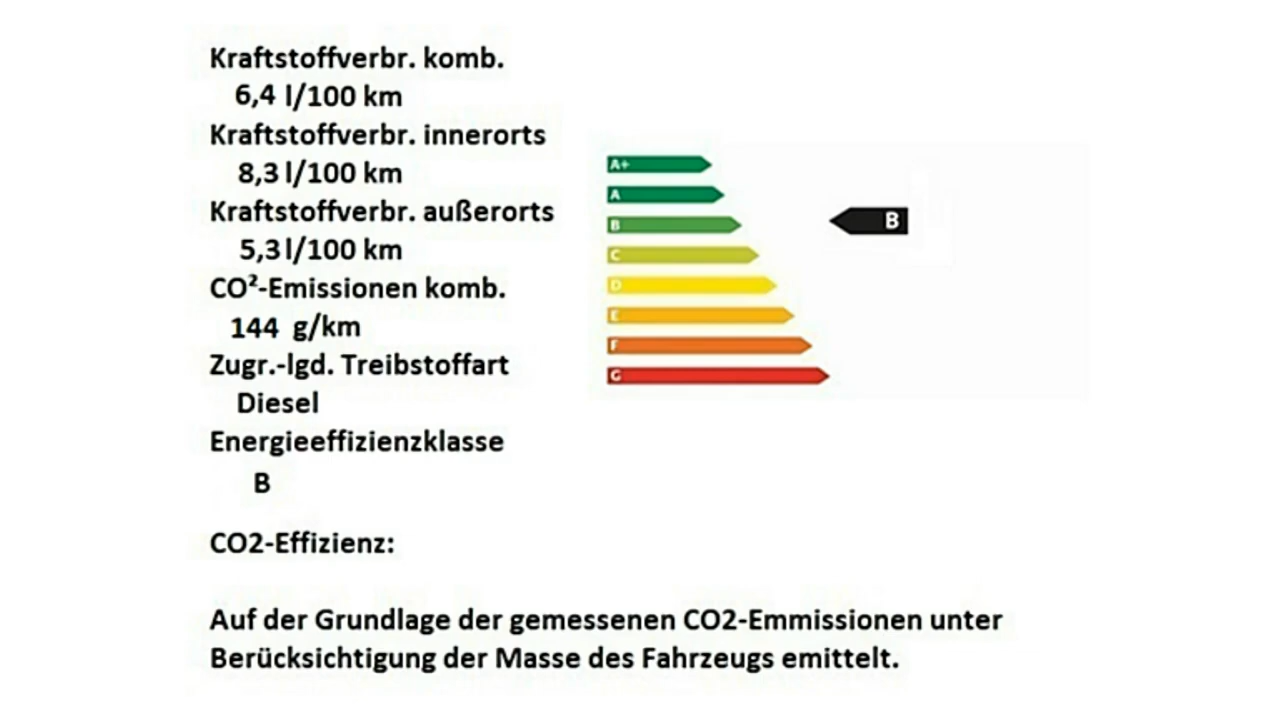 Kraftstoffverbr. komb.
6,4 l/100 km
Kraftstoffverbr. innerorts
8,3 l/100 km
Kraftstoffverbr. außerorts
5,3 l/100 km
CO²-Emissionen komb.
144 g/km
Zugr.-lgd. Treibstoffart
Diesel
Energieeffizienzklasse
B
A+
A
B
B
C
D
E
F
G
CO2-Effizienz:
Auf der Grundlage der gemessenen CO2-Emmissionen unter
Berücksichtigung der Masse des Fahrzeugs emittelt.